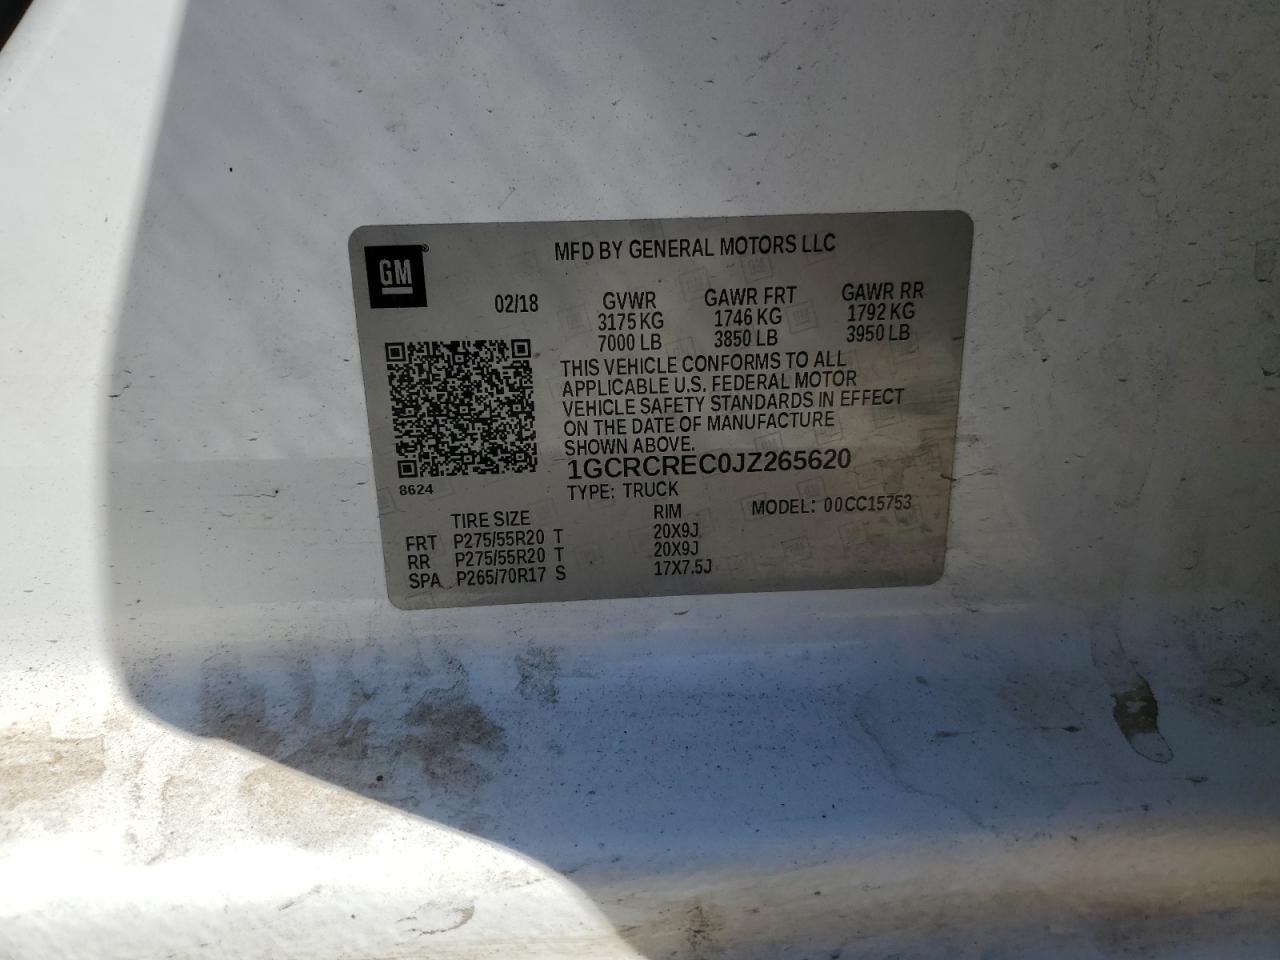 GM®
MFD BY GENERAL MOTORS LLC
02/18 GVWR GAWR FRT GAWR RR
3175 KG 1746 KG 1792 KG
7000 LB 3850 LB 3950 LB
THIS VEHICLE CONFORMS TO ALL
APPLICABLE U.S. FEDERAL MOTOR
VEHICLE SAFETY STANDARDS IN EFFECT
ON THE DATE OF MANUFACTURE
SHOWN ABOVE.
1GCRCREC0JZ265620
8624
TYPE: TRUCK
MODEL: 00CC15753
TIRE SIZE RIM
FRT P275/55R20 T 20X9J
RR P275/55R20 T 20X9J
SPA P265/70R17 S 17X7.5J